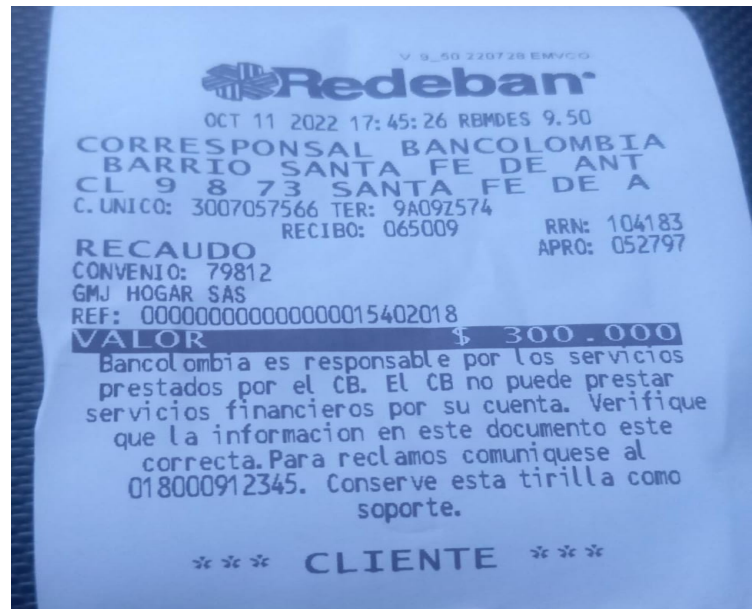 V 9_50 220728 EMVCO
Redeban
OCT 11 2022 17:45:26 RBMDES 9.50
CORRESPONSAL BANCOLOMBIA
BARRIO SANTA FE DE ANT
CL 9 8 73 SANTA FE DE A
C.UNICO: 3007057566 TER: 9A09Z574
RECIBO: 065009 RRN: 104183
RECAUDO APRO: 052797
CONVENIO: 79812
GMJ HOGAR SAS
REF: 000000000000000015402018
VALOR $ 300.000
Bancolombia es responsable por los servicios
prestados por el CB. El CB no puede prestar
servicios financieros por su cuenta. Verifique
que la informacion en este documento este
correcta.Para reclamos comuniquese al
018000912345. Conserve esta tirilla como
soporte.
*** CLIENTE ***